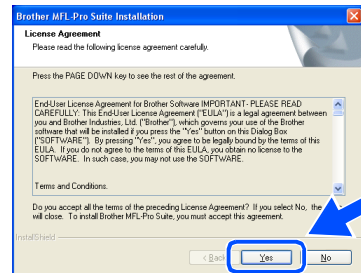 Brother MFL-Pro Suite Installation
License Agreement
Please read the following license agreement carefully.
Press the PAGE DOWN key to see the rest of the agreement.
End-User License Agreement for Brother Software IMPORTANT- PLEASE READ
CAREFULLY: This End-User License Agreement ("EULA") is a legal agreement between
you and Brother Industries, Ltd. ("Brother"), which governs your use of the Brother
software that will be installed if you press the "Yes" button on this Dialog Box
("SOFTWARE"). By pressing "Yes", you agree to be legally bound by the terms of this
EULA. If you do not agree to the terms of this EULA, you obtain no license to the
SOFTWARE. In such case, you may not use the SOFTWARE.
Terms and Conditions.
Do you accept all the terms of the preceding License Agreement? If you select No, the
will close. To install Brother MFL-Pro Suite, you must accept this agreement.
InstallShield
< Back
Yes
No